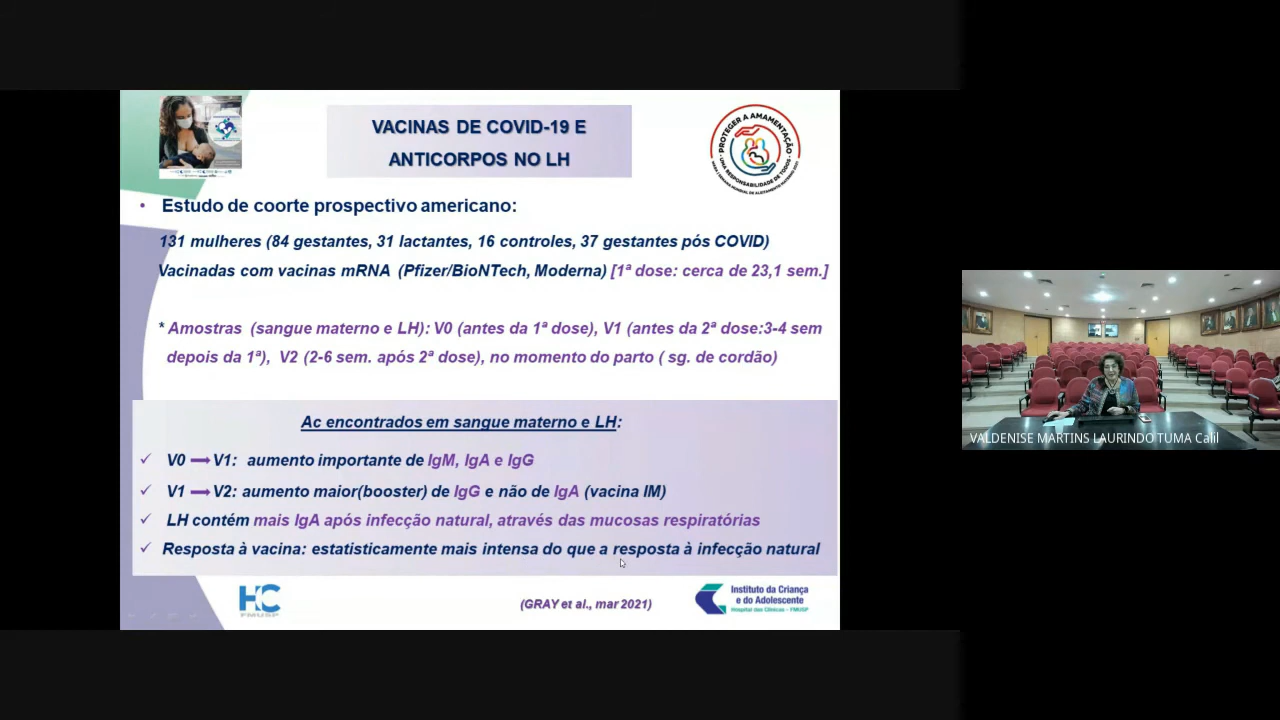 VACINAS DE COVID-19 E
ANTICORPOS NO LH
PROTEGER A AMAMENTAÇÃO
UMA RESPONSABILIDADE DE TODOS
• Estudo de coorte prospectivo americano:
131 mulheres (84 gestantes, 31 lactantes, 16 controles, 37 gestantes pós COVID)
Vacinadas com vacinas mRNA (Pfizer/BioNTech, Moderna) [1ª dose: cerca de 23,1 sem.]
* Amostras (sangue materno e LH): V0 (antes da 1ª dose), V1 (antes da 2ª dose:3-4 sem
depois da 1ª), V2 (2-6 sem. após 2ª dose), no momento do parto ( sg. de cordão)
Ac encontrados em sangue materno e LH:
✓ V0 → V1: aumento importante de IgM, IgA e IgG
✓ V1 → V2: aumento maior(booster) de IgG e não de IgA (vacina IM)
✓ LH contém mais IgA após infecção natural, através das mucosas respiratórias
✓ Resposta à vacina: estatisticamente mais intensa do que a resposta à infecção natural
HC
FMUSP
(GRAY et al., mar 2021)
Instituto da Criança
e do Adolescente
Hospital das Clínicas - FMUSP
VALDENISE MARTINS LAURINDO TUMA Calil